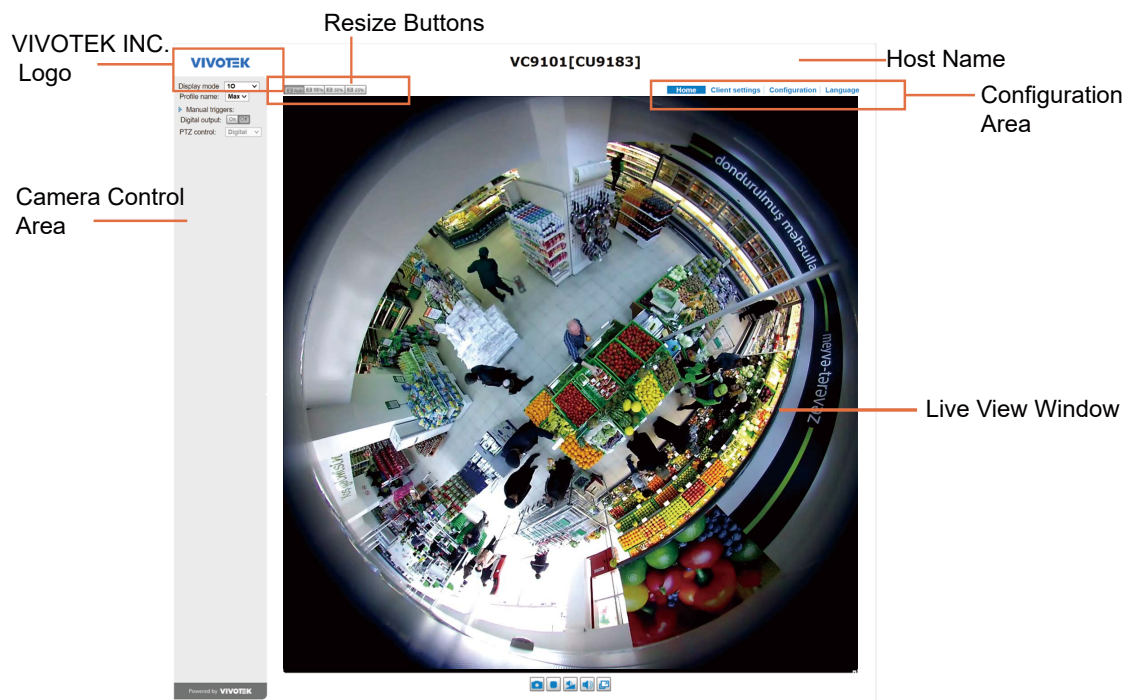 Resize Buttons
VIVOTEK INC.
Logo
VIVOTEK
VC9101[CU9183]
Host Name
Display mode 1O
Profile name: Max
Manual triggers:
Digital output: On Off
PTZ control: Digital
Home Client settings Configuration Language
Configuration
Area
Camera Control
Area
dondurulmuş məhsulla
meyvə-tərəvəz
Live View Window
Powered by VIVOTEK